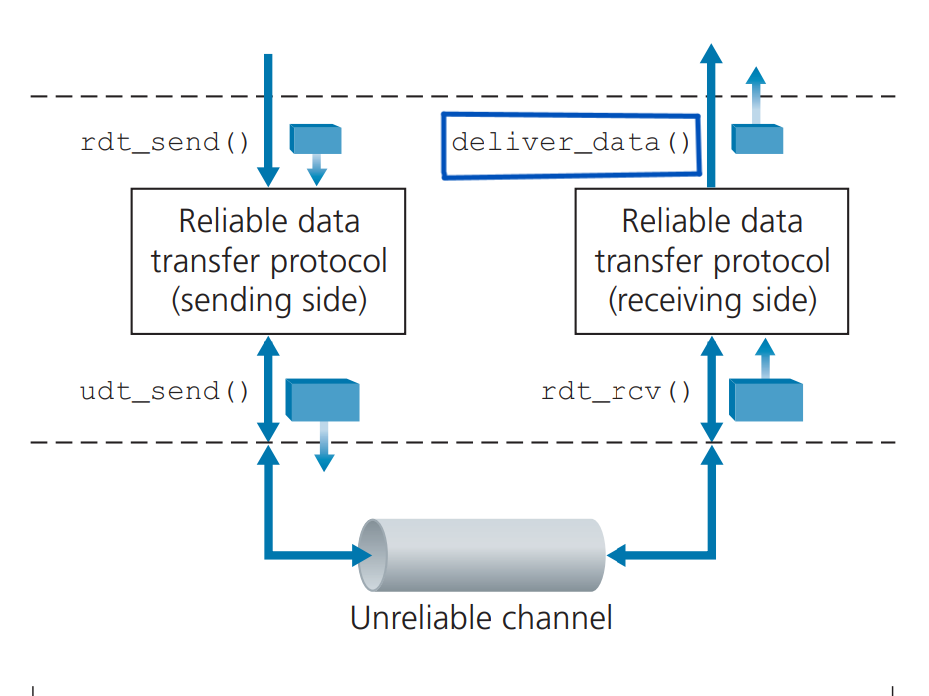 rdt_send()
deliver_data()
Reliable data
transfer protocol
(sending side)
Reliable data
transfer protocol
(receiving side)
udt_send()
rdt_rcv()
Unreliable channel